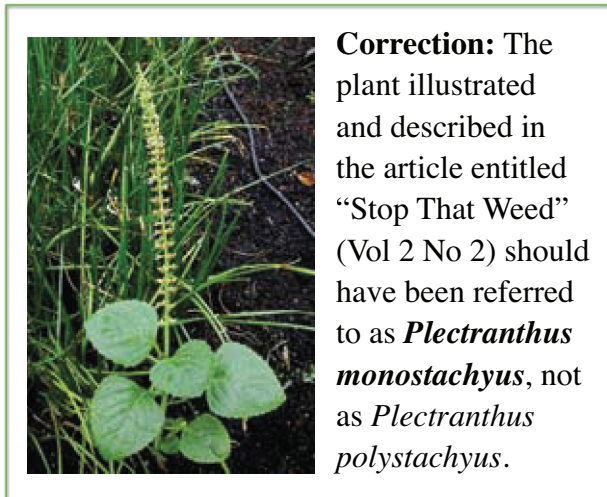 Correction: The
plant illustrated
and described in
the article entitled
“Stop That Weed”
(Vol 2 No 2) should
have been referred
to as Plectranthus
monostachyus, not
as Plectranthus
polystachyus.